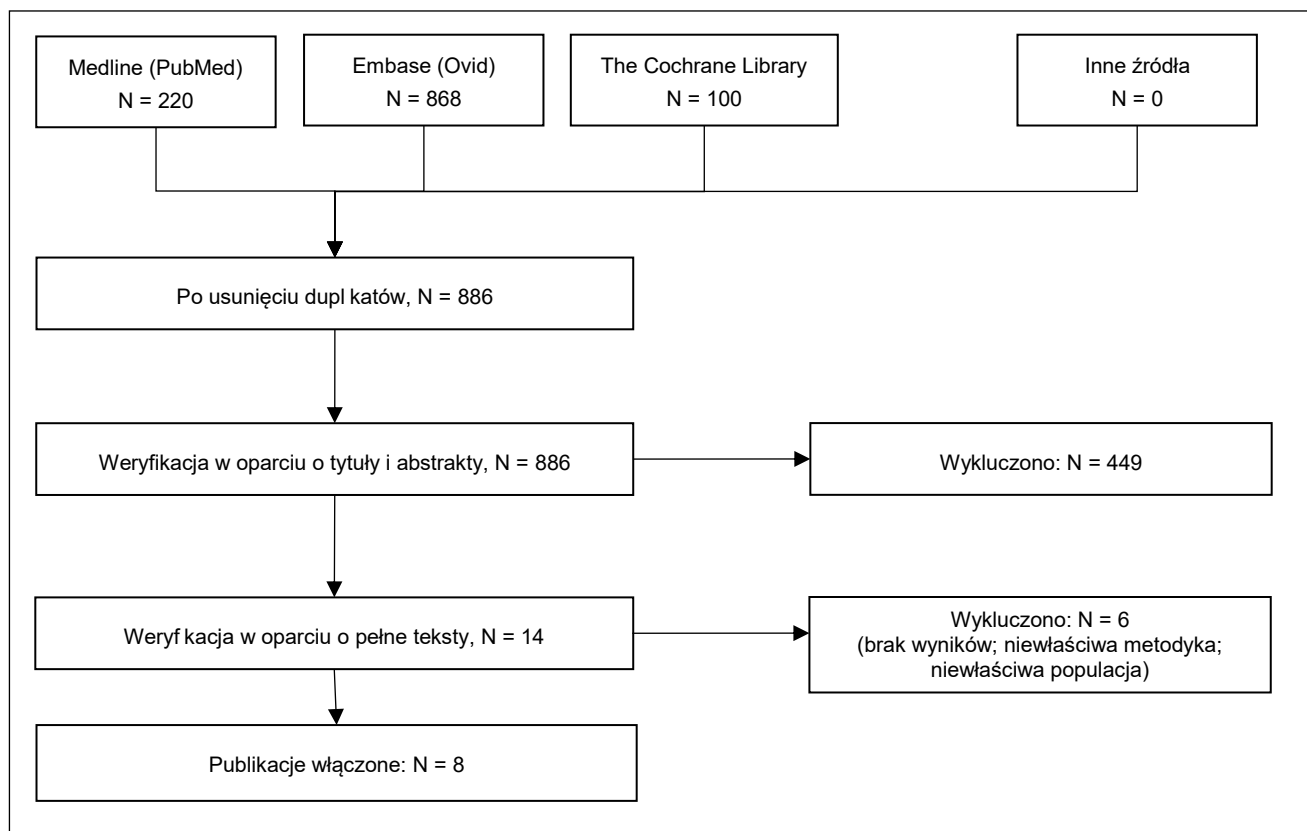 Medline (PubMed)
N = 220
Embase (Ovid)
N = 868
The Cochrane Library
N = 100
Inne źródła
N = 0
Po usunięciu dupl katów, N = 886
Weryfikacja w oparciu o tytuły i abstrakty, N = 886
Wykluczono: N = 449
Weryf kacja w oparciu o pełne teksty, N = 14
Wykluczono: N = 6
(brak wyników; niewłaściwa metodyka;
niewłaściwa populacja)
Publikacje włączone: N = 8